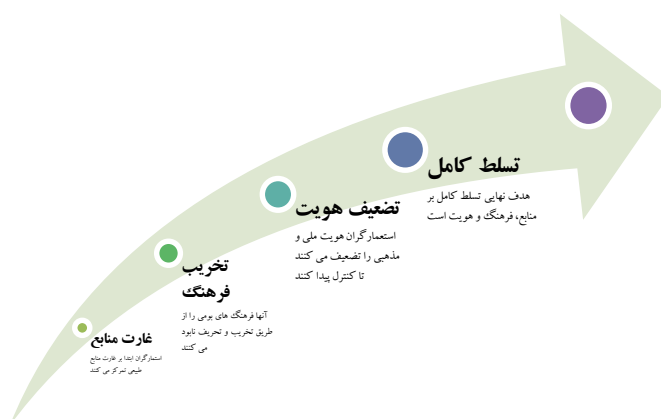 غارت منابع
استمارگران ابتدا بر غارت منابع
طبیعی تمرکز می کنند
تخریب
فرهنگ
آنها فرهنگ های بومی را از
طریق تخریب و تحریف نابود
می کنند
تضعیف هویت
استعمارگران هویت ملی و
مذهبی را تضعیف می کنند
تا کنترل پیدا کنند
تسلط کامل
هدف نهایی تسلط کامل بر
منابع، فرهنگ و هویت است